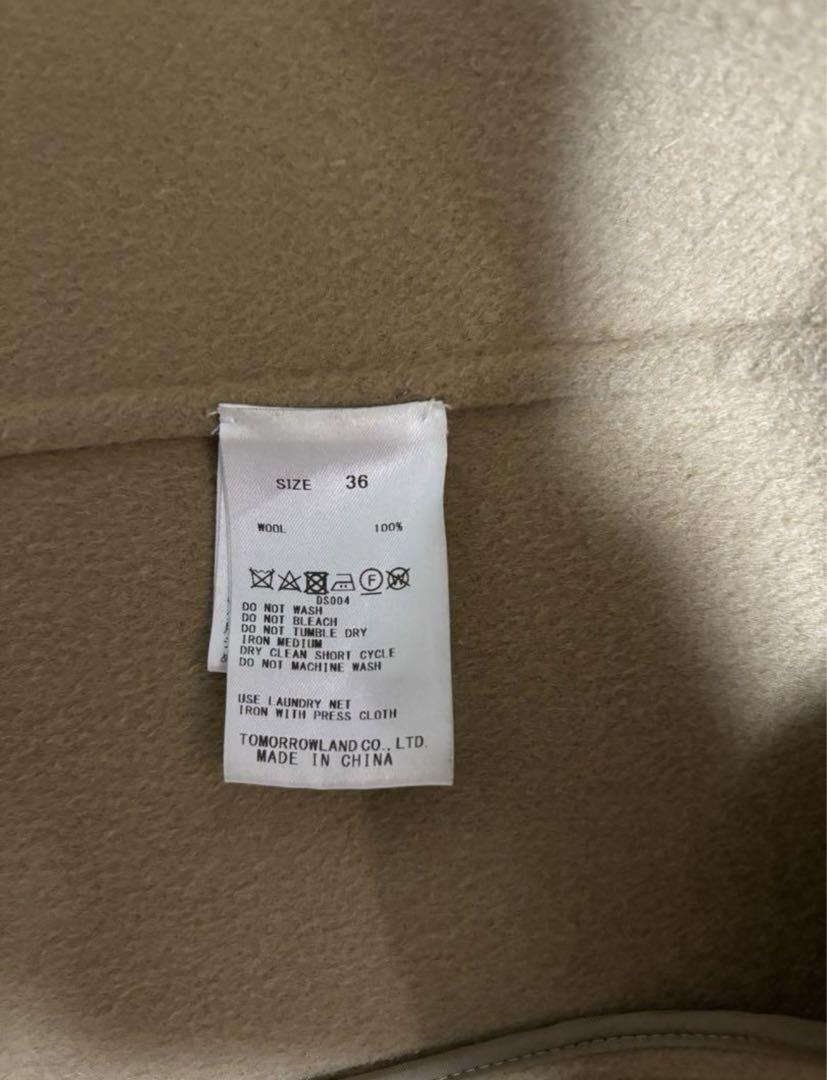 SIZE 36
WOOL 100%
F W
DS004
DO NOT WASH
DO NOT BLEACH
DO NOT TUMBLE DRY
IRON MEDIUM
DRY CLEAN SHORT CYCLE
DO NOT MACHINE WASH
USE LAUNDRY NET
IRON WITH PRESS CLOTH
TOMORROWLAND CO., LTD.
MADE IN CHINA